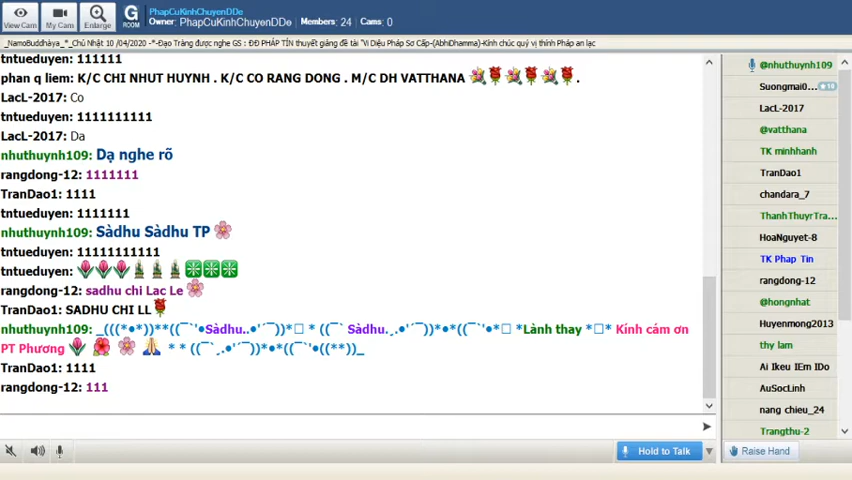 View Cam
My Cam
Enlarge
G
ROOM
PhapCuKinhChuyenDDe
Owner: PhapCuKinhChuyenDDe Members: 24 Cams: 0
_NamoBuddhàya_*_Chủ Nhật 10 /04/2020 -*-Đạo Tràng được nghe GS : ĐĐ PHÁP TÍN thuyết giảng đề tài "Vi Diệu Pháp Sơ Cấp-(AbhiDhamma)-Kính chúc quý vị thính Pháp an lạc
tntueduyen: 111111
phan q liem: K/C CHI NHUT HUYNH . K/C CO RANG DONG . M/C DH VATTHANA .
LacL-2017: Co
tntueduyen: 1111111111
LacL-2017: Da
nhuthuynh109: Dạ nghe rõ
rangdong-12: 1111111
TranDao1: 1111
tntueduyen: 1111111
nhuthuynh109: Sàdhu Sàdhu TP
tntueduyen: 11111111111
tntueduyen:
rangdong-12: sadhu chi Lac Le
TranDao1: SADHU CHI LL
nhuthuynh109: _(((*•*))**((¯`'•Sàdhu..•'´¯))*□ * ((¯` Sàdhu.¸.•'´¯))*•*((¯`'•*□ *Lành thay *□* Kính cám ơn
PT Phương * * ((¯`¸.•'´¯))*•*((¯`'•((**))_
TranDao1: 1111
rangdong-12: 111
Hold to Talk
Raise Hand
@nhuthuynh109
Suongmai0... 10
LacL-2017
@vatthana
TK minhhanh
TranDao1
chandara_7
ThanhThuyrTra...
HoaNguyet-8
TK Phap Tin
rangdong-12
@hongnhat
Huyenmong2013
thy lam
Ai Ikeu IEm IDo
AuSocLinh
nang chieu_24
Trangthu-2